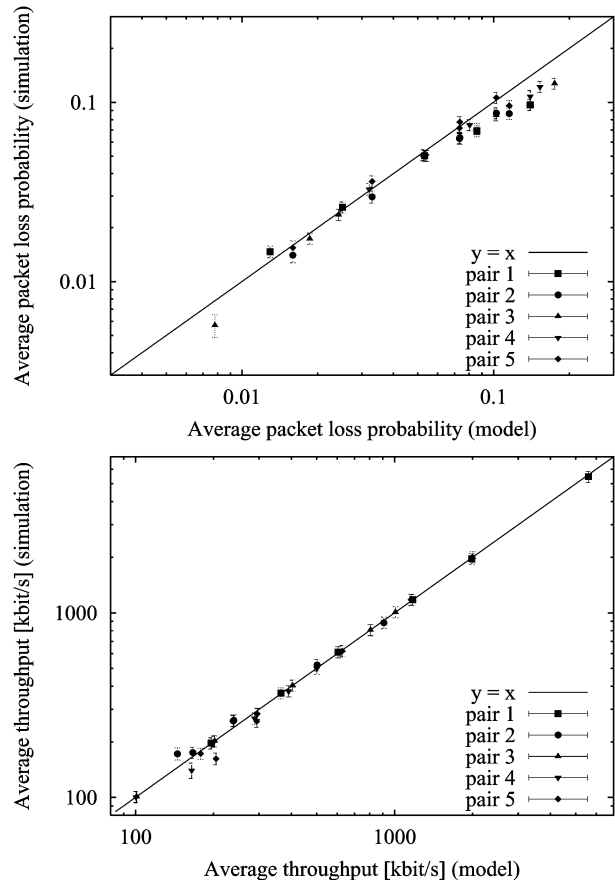 Average packet loss probability (simulation)
0.1
0.01
y = x
pair 1
pair 2
pair 3
pair 4
pair 5
0.01 0.1
Average packet loss probability (model)
Average throughput [kbit/s] (simulation)
1000
100
y = x
pair 1
pair 2
pair 3
pair 4
pair 5
100 1000
Average throughput [kbit/s] (model)